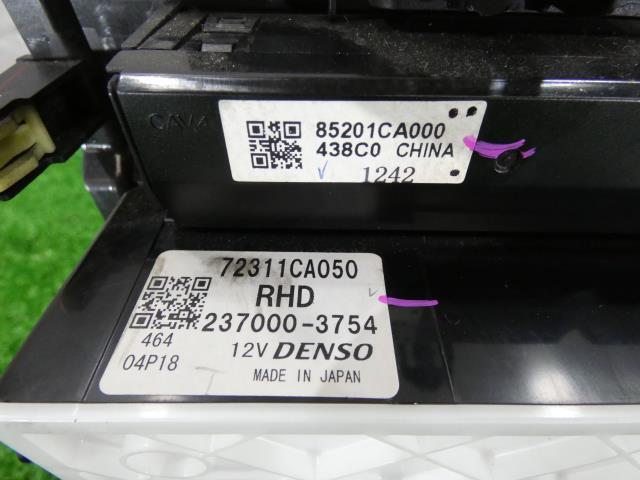 85201CA000
438C0 CHINA
1242
72311CA050
RHD
237000-3754
464
12V DENSO
04P18
MADE IN JAPAN